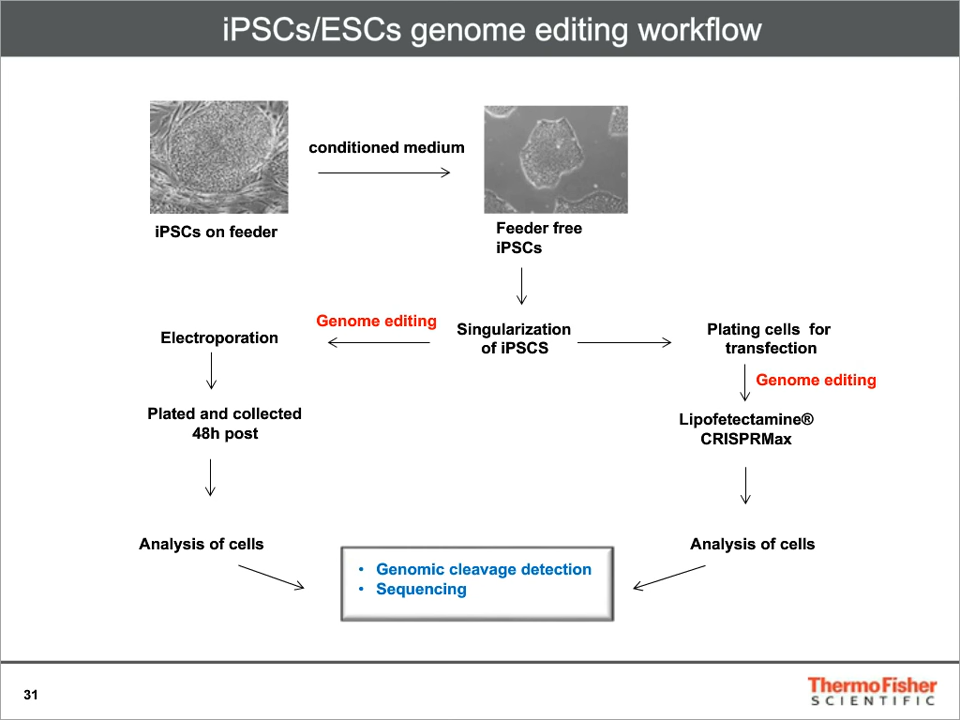 iPSCs/ESCs genome editing workflow
conditioned medium
iPSCs on feeder
Feeder free
iPSCs
Genome editing
Electroporation
Singularization
of iPSCS
Plating cells for
transfection
Genome editing
Plated and collected
48h post
Lipofetectamine®
CRISPRMax
Analysis of cells
Analysis of cells
• Genomic cleavage detection
• Sequencing
31
ThermoFisher
SCIENTIFIC